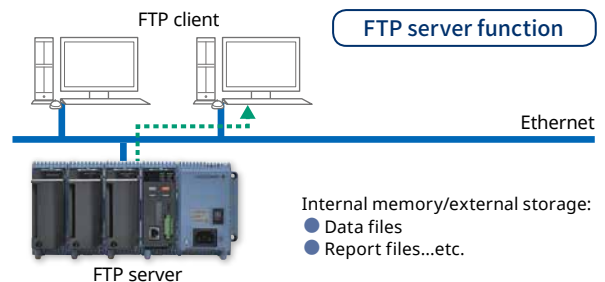 FTP client
FTP server function
Ethernet
Internal memory/external storage:
Data files
Report files...etc.
FTP server